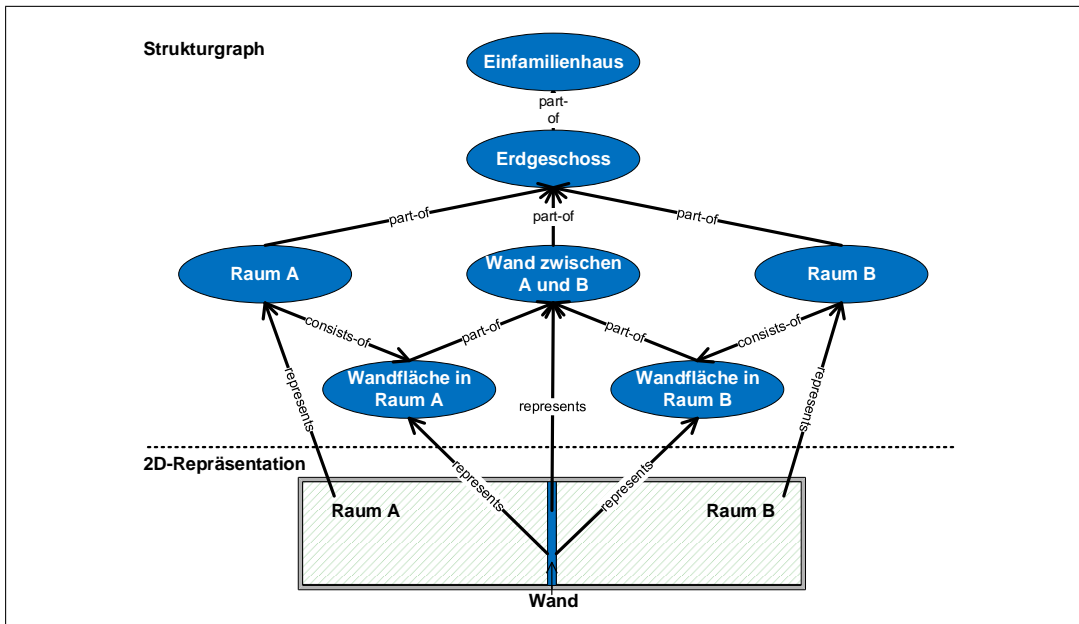 Strukturgraph
Einfamilienhaus
part-
of
Erdgeschoss
part-of
part-of
part-of
Raum A
Wand zwischen
A und B
Raum B
consists-of
part-of
part-of
consists-of
Wandfläche in
Raum A
Wandfläche in
Raum B
represents
represents
represents
2D-Repräsentation
represents
represents
Raum A
Raum B
Wand